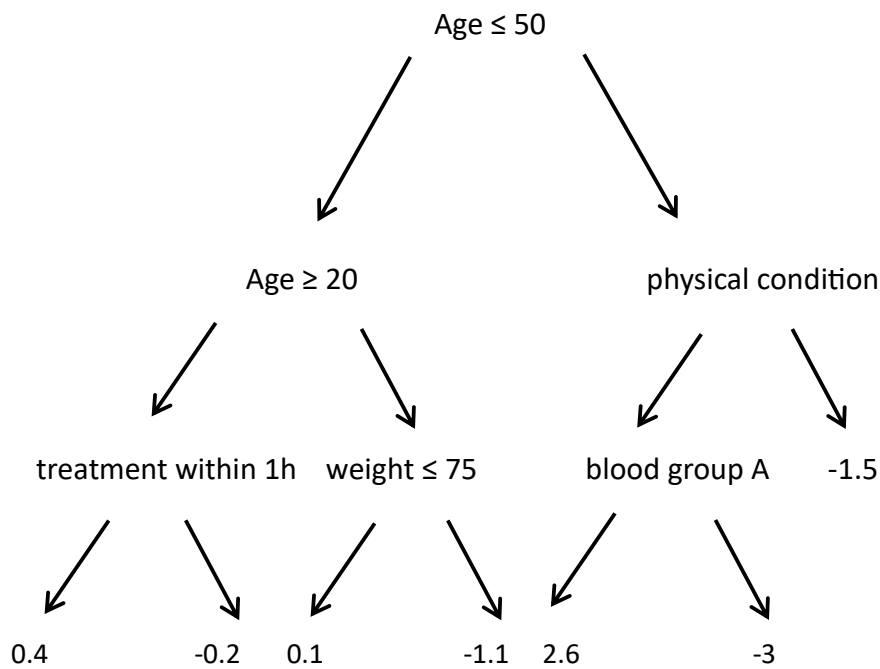 Age ≤ 50
Age ≥ 20
physical condition
treatment within 1h
weight ≤ 75
blood group A
-1.5
0.4
-0.2
0.1
-1.1
2.6
-3